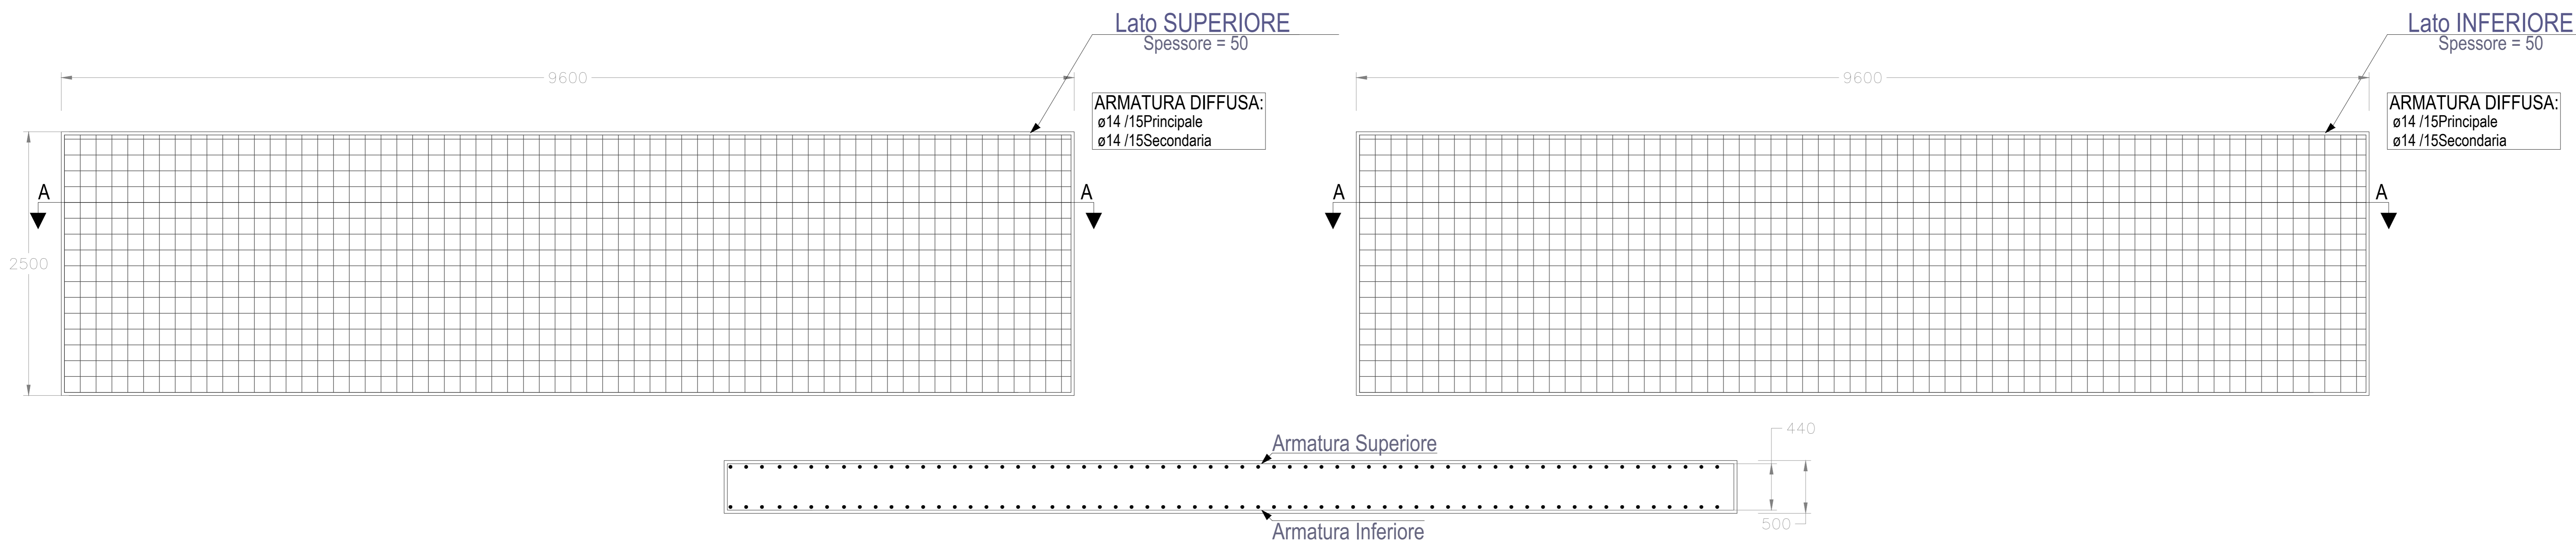 Lato SUPERIORE
Spessore = 50
9600
ARMATURA DIFFUSA:
ø14 /15Principale
ø14 /15Secondaria
A
A
2500
Lato INFERIORE
Spessore = 50
9600
ARMATURA DIFFUSA:
ø14 /15Principale
ø14 /15Secondaria
A
A
Armatura Superiore
440
500
Armatura Inferiore